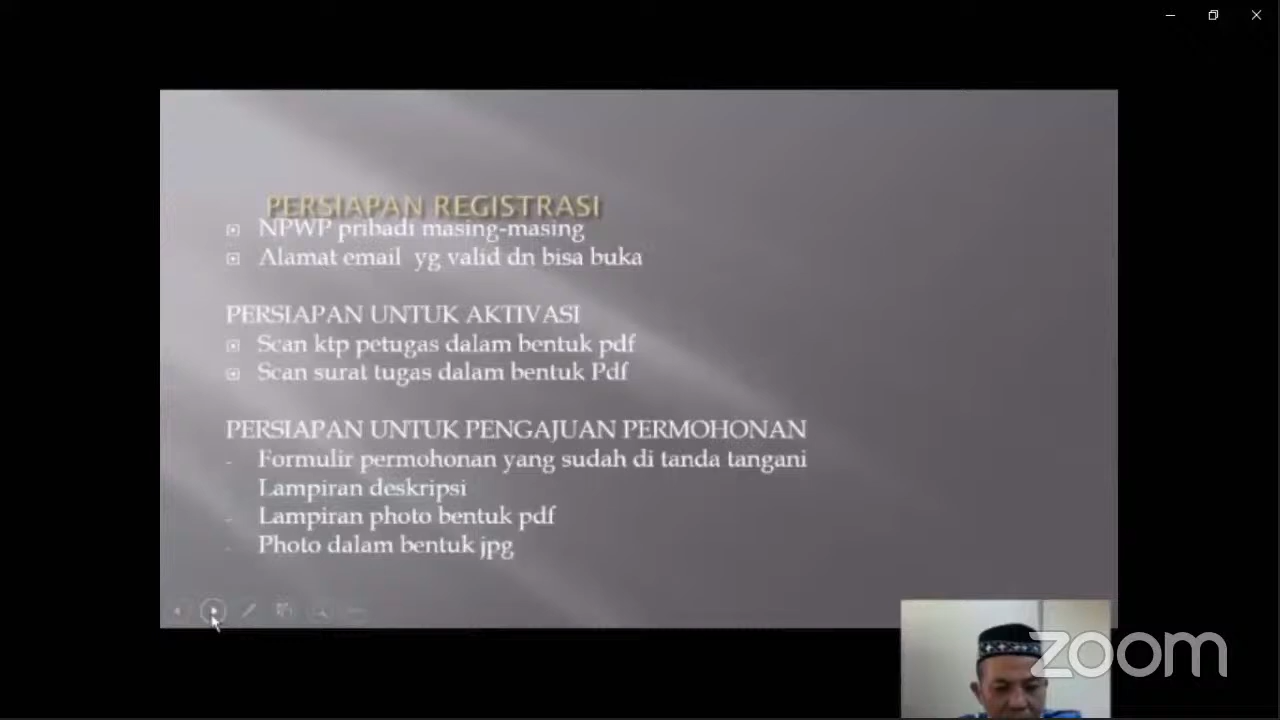 PERSIAPAN REGISTRASI
NPWP pribadi masing-masing
Alamat email yg valid dn bisa buka
PERSIAPAN UNTUK AKTIVASI
Scan ktp petugas dalam bentuk pdf
Scan surat tugas dalam bentuk Pdf
PERSIAPAN UNTUK PENGAJUAN PERMOHONAN
- Formulir permohonan yang sudah di tanda tangani
Lampiran deskripsi
- Lampiran photo bentuk pdf
- Photo dalam bentuk jpg
zoom